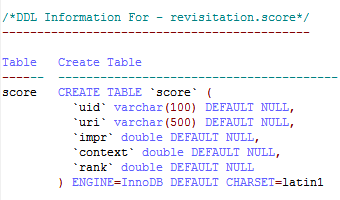 /*DDL Information For - revisitation.score*/
-------------------------------------------
Table   Create Table
------  -----------------------------------
score   CREATE TABLE `score` (
`uid` varchar(100) DEFAULT NULL,
`uri` varchar(500) DEFAULT NULL,
`impr` double DEFAULT NULL,
`context` double DEFAULT NULL,
`rank` double DEFAULT NULL
) ENGINE=InnoDB DEFAULT CHARSET=latin1